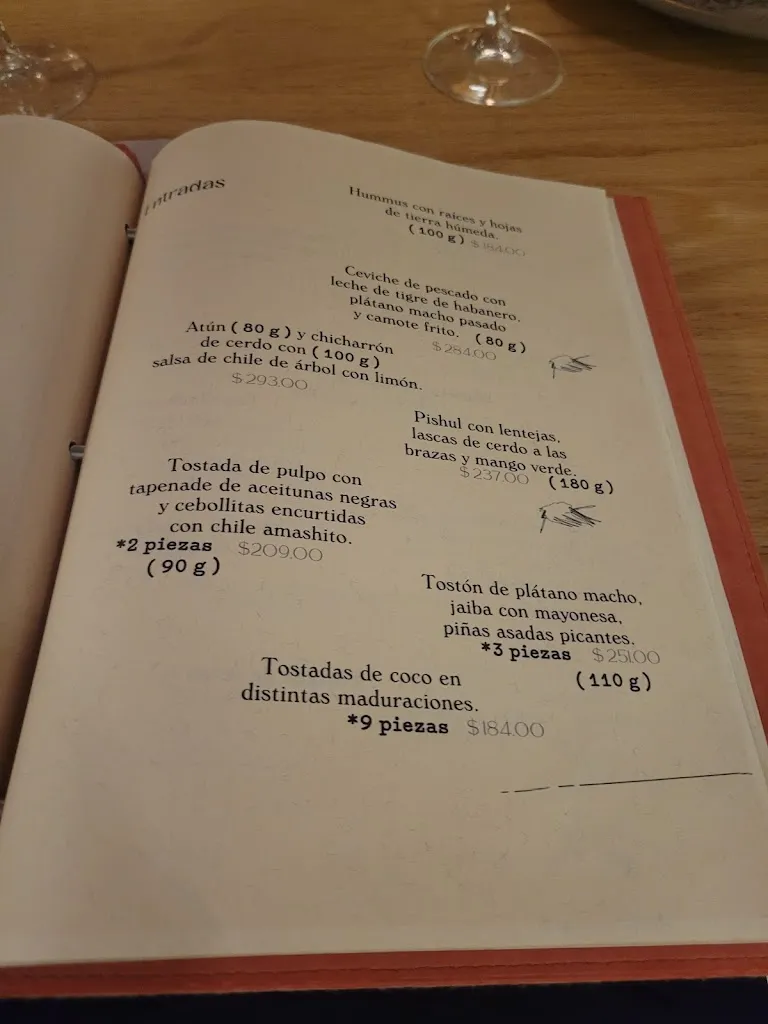 Entradas
Hummus con raíces y hojas
de tierra húmeda.
(100 g) $184.00
Ceviche de pescado con
leche de tigre de habanero,
plátano macho pasado
y camote frito. (80 g)
$284.00
Atún (80 g) y chicharrón
de cerdo con (100 g)
salsa de chile de árbol con limón.
$293.00
Pishul con lentejas,
lascas de cerdo a las
brazas y mango verde.
$237.00 (180 g)
Tostada de pulpo con
tapenade de aceitunas negras
y cebollitas encurtidas
con chile amashito.
*2 piezas $209.00
(90 g)
Tostón de plátano macho,
jaiba con mayonesa,
piñas asadas picantes.
*3 piezas $251.00
(110 g)
Tostadas de coco en
distintas maduraciones.
*9 piezas $184.00